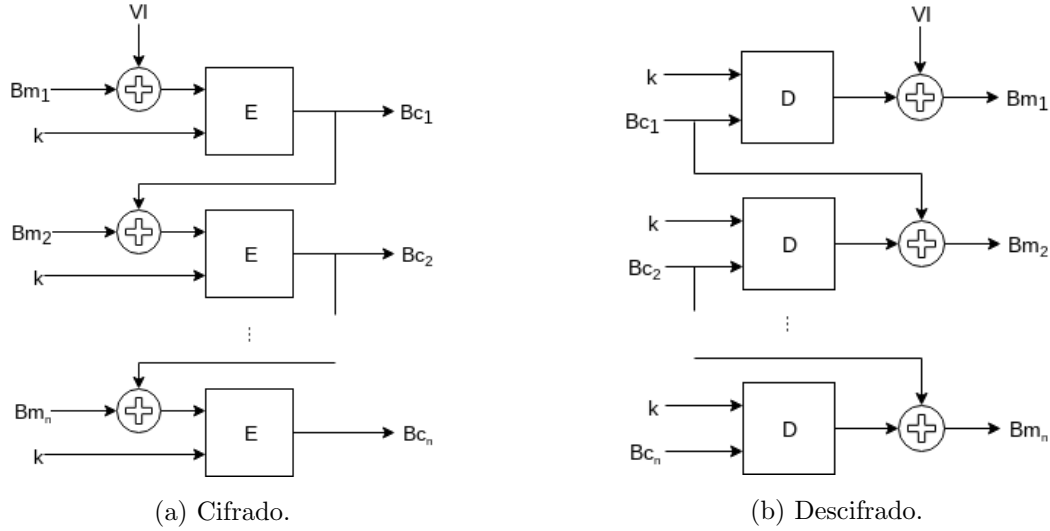 VI
Bm1
E
Bc1
k
Bm2
E
Bc2
k
Bmn
E
Bcn
k
(a) Cifrado.
VI
k
D
Bm1
Bc1
k
D
Bm2
Bc2
k
D
Bmn
Bcn
(b) Descifrado.